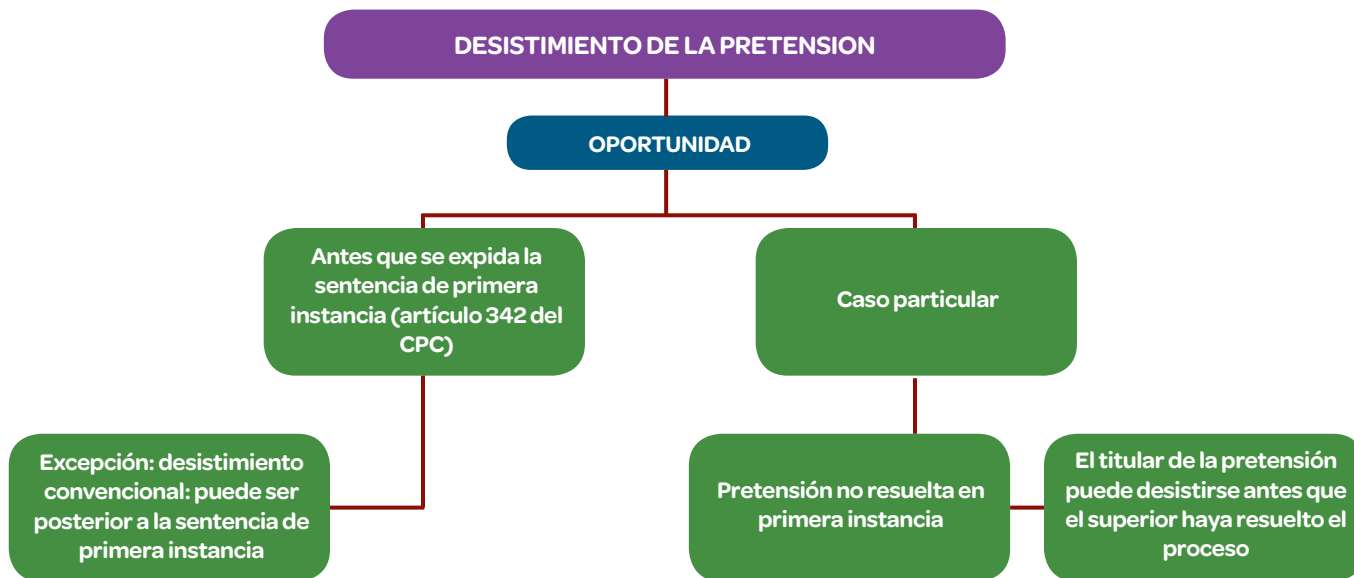 DESISTIMIENTO DE LA PRETENSION
OPORTUNIDAD
Antes que se expida la
sentencia de primera
instancia (artículo 342 del
CPC)
Caso particular
Excepción: desistimiento
convencional: puede ser
posterior a la sentencia de
primera instancia
Pretensión no resuelta en
primera instancia
El titular de la pretensión
puede desistirse antes que
el superior haya resuelto el
proceso